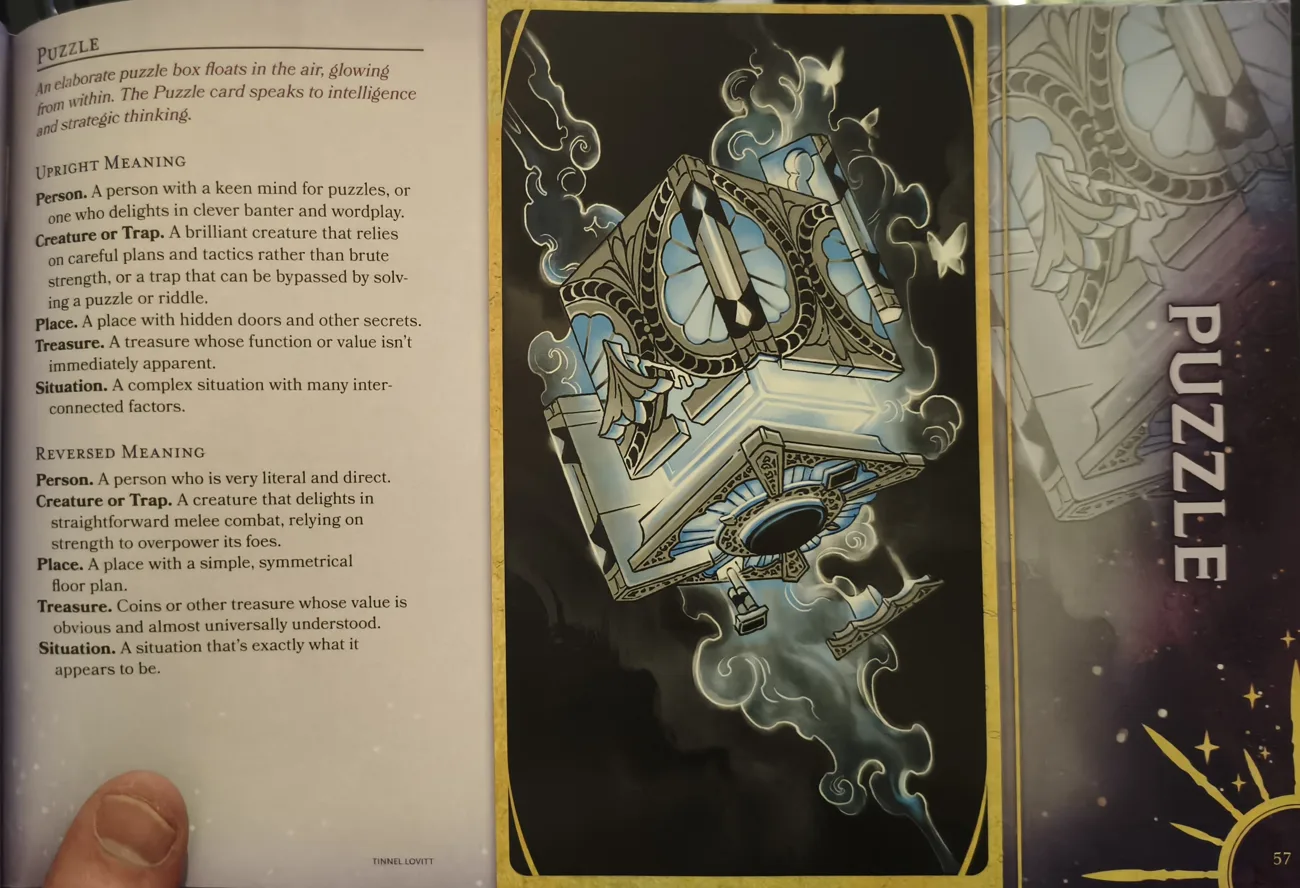 PUZZLE
An elaborate puzzle box floats in the air, glowing
from within. The Puzzle card speaks to intelligence
and strategic thinking.
UPRIGHT MEANING
Person. A person with a keen mind for puzzles, or
one who delights in clever banter and wordplay.
Creature or Trap. A brilliant creature that relies
on careful plans and tactics rather than brute
strength, or a trap that can be bypassed by solv-
ing a puzzle or riddle.
Place. A place with hidden doors and other secrets.
Treasure. A treasure whose function or value isn't
immediately apparent.
Situation. A complex situation with many inter-
connected factors.
REVERSED MEANING
Person. A person who is very literal and direct.
Creature or Trap. A creature that delights in
straightforward melee combat, relying on
strength to overpower its foes.
Place. A place with a simple, symmetrical
floor plan.
Treasure. Coins or other treasure whose value is
obvious and almost universally understood.
Situation. A situation that's exactly what it
appears to be.
TINNEL LOVITT
PUZZLE
57